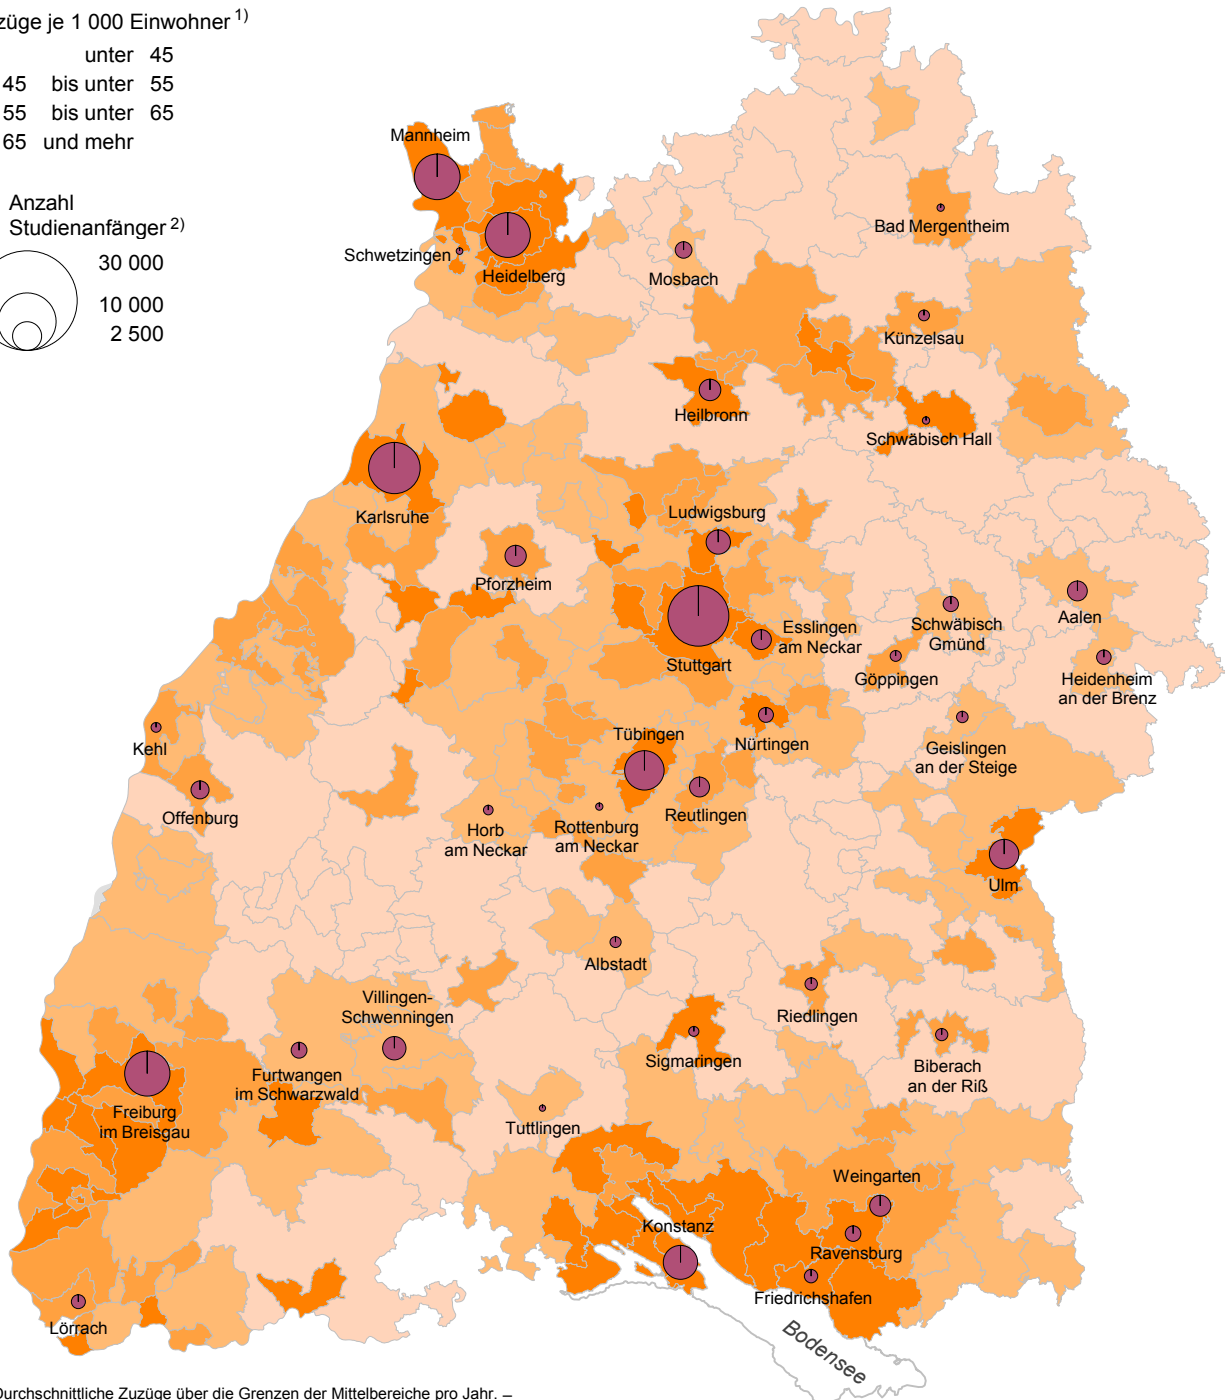 züge je 1 000 Einwohner 1)
unter 45
45 bis unter 55
55 bis unter 65
65 und mehr
Anzahl
Studienanfänger 2)
30 000
10 000
2 500
Mannheim
Schwetzingen
Heidelberg
Mosbach
Bad Mergentheim
Künzelsau
Heilbronn
Schwäbisch Hall
Karlsruhe
Ludwigsburg
Pforzheim
Stuttgart
Esslingen
am Neckar
Schwäbisch
Gmünd
Aalen
Göppingen
Heidenheim
an der Brenz
Kehl
Offenburg
Tübingen
Nürtingen
Geislingen
an der Steige
Horb
am Neckar
Rottenburg
am Neckar
Reutlingen
Ulm
Albstadt
Villingen-
Schwenningen
Riedlingen
Furtwangen
im Schwarzwald
Sigmaringen
Biberach
an der Riß
Freiburg
im Breisgau
Tuttlingen
Weingarten
Konstanz
Ravensburg
Friedrichshafen
Lörrach
Bodensee
Durchschnittliche Zuzüge über die Grenzen der Mittelbereiche pro Jahr. –